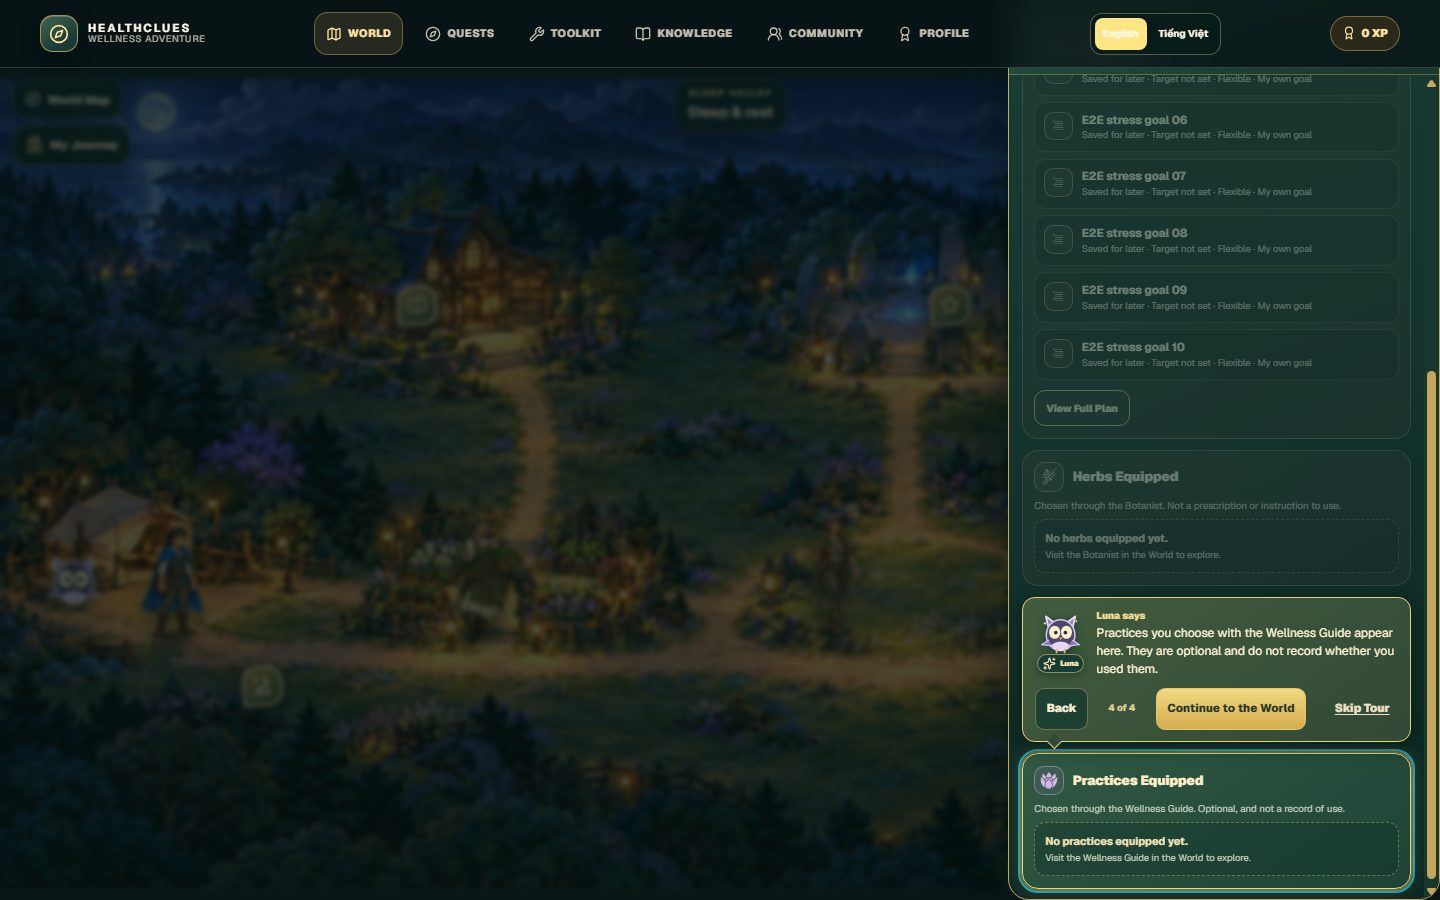 HEALTHCLUES
WELLNESS ADVENTURE
WORLD
QUESTS
TOOLKIT
KNOWLEDGE
COMMUNITY
PROFILE
English
Tiếng Việt
0 XP
World Map
My Journey
SLEEP VALLEY
Sleep & rest
Saved for later · Target not set · Flexible · My own goal
E2E stress goal 06
Saved for later · Target not set · Flexible · My own goal
E2E stress goal 07
Saved for later · Target not set · Flexible · My own goal
E2E stress goal 08
Saved for later · Target not set · Flexible · My own goal
E2E stress goal 09
Saved for later · Target not set · Flexible · My own goal
E2E stress goal 10
Saved for later · Target not set · Flexible · My own goal
View Full Plan
Herbs Equipped
Chosen through the Botanist. Not a prescription or instruction to use.
No herbs equipped yet.
Visit the Botanist in the World to explore.
Luna says
Practices you choose with the Wellness Guide appear
here. They are optional and do not record whether you
used them.
Luna
Back
4 of 4
Continue to the World
Skip Tour
Practices Equipped
Chosen through the Wellness Guide. Optional, and not a record of use.
No practices equipped yet.
Visit the Wellness Guide in the World to explore.